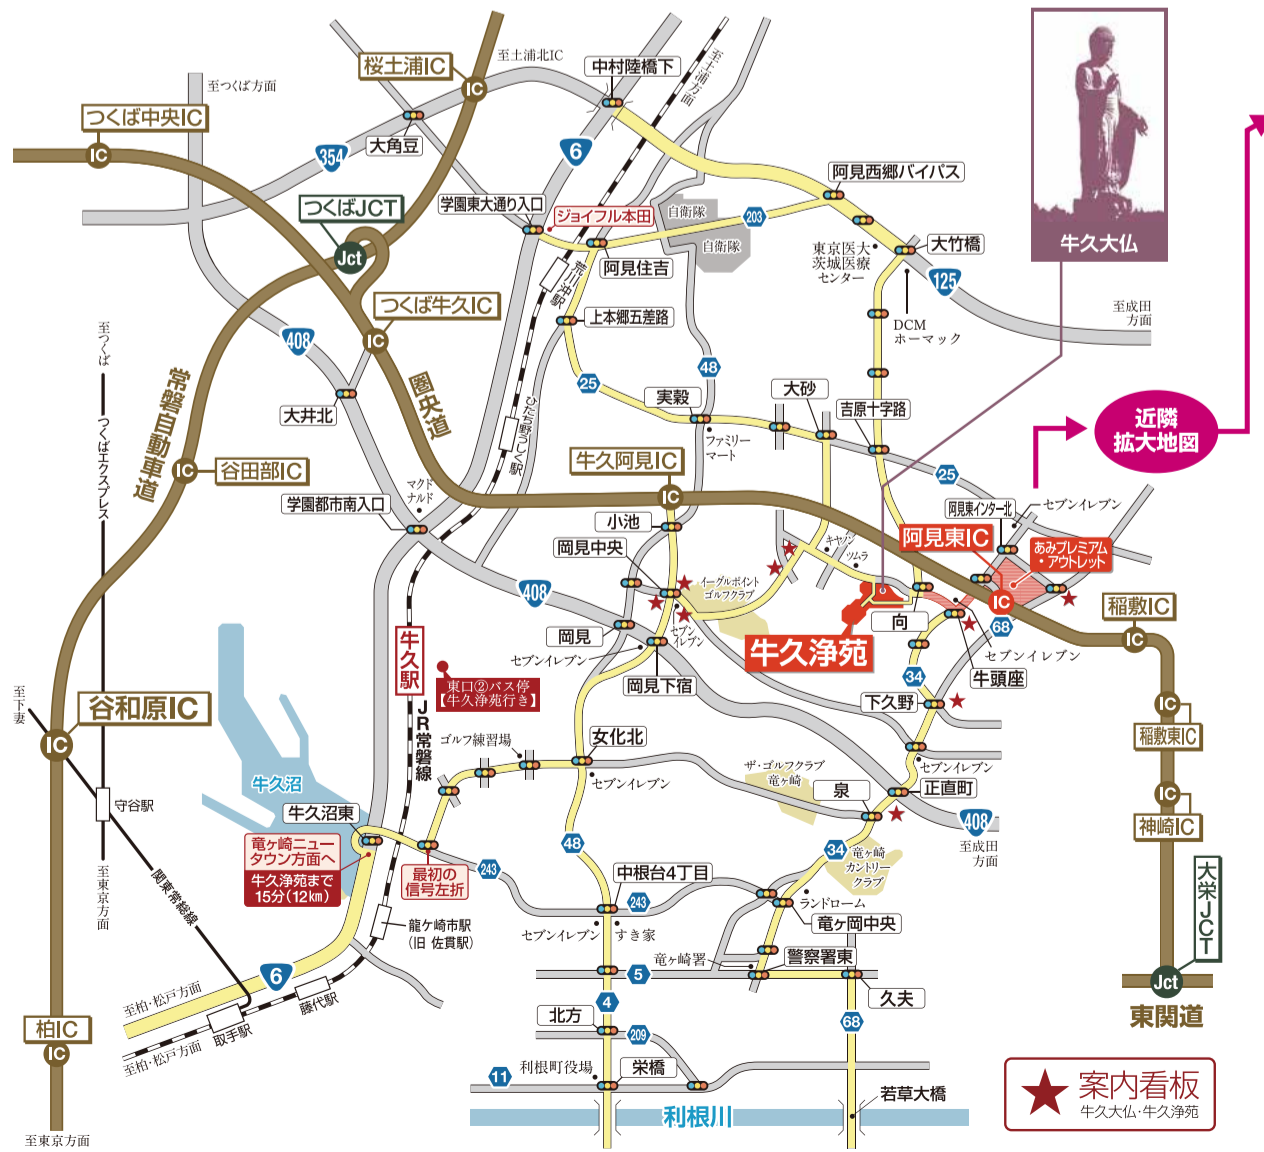 桜土浦IC
至土浦北IC
中村陸橋下
至土浦方面
至つくば方面
つくば中央IC
IC
IC
大角豆
354
6
阿見西郷バイパス
牛久大仏
つくばJCT
Jct
学園東大通り入口
ジョイフル本田
自衛隊
自衛隊
203
阿見住吉
東京医大
茨城医療
センター
大竹橋
125
荒川沖駅
つくば牛久IC
IC
上本郷五差路
DCM
ホーマック
至成田
方面
至つくば
408
48
常磐自動車道
圏央道
25
実穀
大砂
吉原十字路
近隣
拡大地図
大井北
ひたち野うしく駅
ファミリー
マート
つくばエクスプレス
谷田部IC
IC
牛久阿見IC
IC
25
マクド
ナルド
学園都市南入口
小池
阿見東インター北
セブンイレブン
岡見中央
キヤノン
ツムラ
阿見東IC
IC
あみプレミアム
・アウトレット
408
イーグルポイント
ゴルフクラブ
稲敷IC
IC
岡見
セブン
イレブン
牛久浄苑
向
68
セブンイレブン
牛久駅
セブンイレブン
岡見下宿
34
牛頭座
東口②バス停
【牛久浄苑行き】
至下妻
谷和原IC
IC
下久野
IC
稲敷東IC
JR常磐線
ゴルフ練習場
女化北
セブンイレブン
ザ・ゴルフクラブ
竜ヶ崎
セブンイレブン
牛久沼
泉
正直町
IC
神崎IC
守谷駅
牛久沼東
408
至成田
方面
竜ヶ崎ニュー
タウン方面へ
牛久浄苑まで
15分(12km)
最初の
信号左折
243
48
34
竜ヶ崎
カントリー
クラブ
至東京方面
関東常総線
中根台4丁目
243
ランドローム
大栄JCT
龍ケ崎市駅
(旧 佐貫駅)
セブンイレブン
すき家
竜ヶ岡中央
竜ヶ崎署
警察署東
6
5
久夫
Jct
東関道
至柏・松戸方面
藤代駅
取手駅
至柏・松戸方面
4
北方
209
68
柏IC
IC
利根町役場
栄橋
11
若草大橋
利根川
案内看板
牛久大仏・牛久浄苑
至東京方面